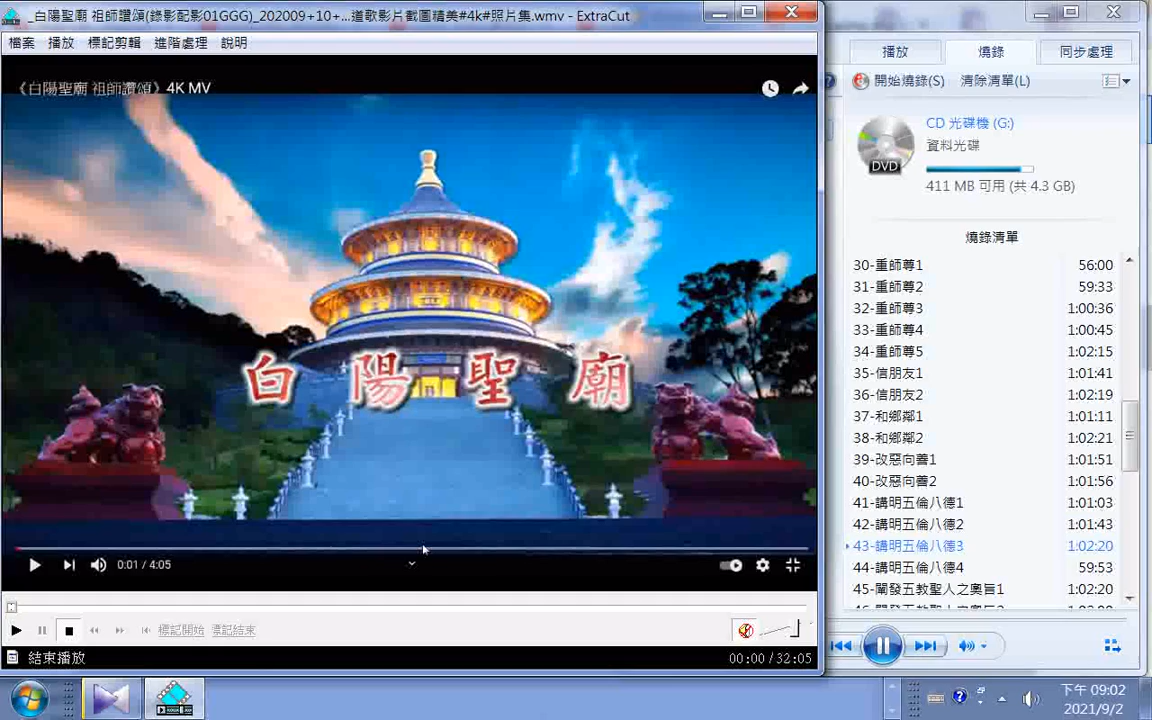 _白陽聖廟 祖師讚頌(錄影配影01GGG)_202009+10+...道歌影片截圖精美#4k#照片集.wmv - ExtraCut
檔案 播放 標記剪輯 進階處理 說明
《白陽聖廟 祖師讚頌》4K MV
白陽聖廟
0:01 / 4:05
標記開始 標記結束
結束播放
00:00 / 32:05
播放 燒錄 同步處理
開始燒錄(S) 清除清單(L)
CD 光碟機 (G:)
資料光碟
DVD
411 MB 可用 (共 4.3 GB)
燒錄清單
30-重師尊1 56:00
31-重師尊2 59:33
32-重師尊3 1:00:36
33-重師尊4 1:00:45
34-重師尊5 1:02:15
35-信朋友1 1:01:41
36-信朋友2 1:02:19
37-和鄉鄰1 1:01:11
38-和鄉鄰2 1:02:21
39-改惡向善1 1:01:51
40-改惡向善2 1:01:56
41-講明五倫八德1 1:01:03
42-講明五倫八德2 1:01:43
43-講明五倫八德3 1:02:20
44-講明五倫八德4 59:53
45-闡發五教聖人之奧旨1 1:02:20
下午 09:02
2021/9/2